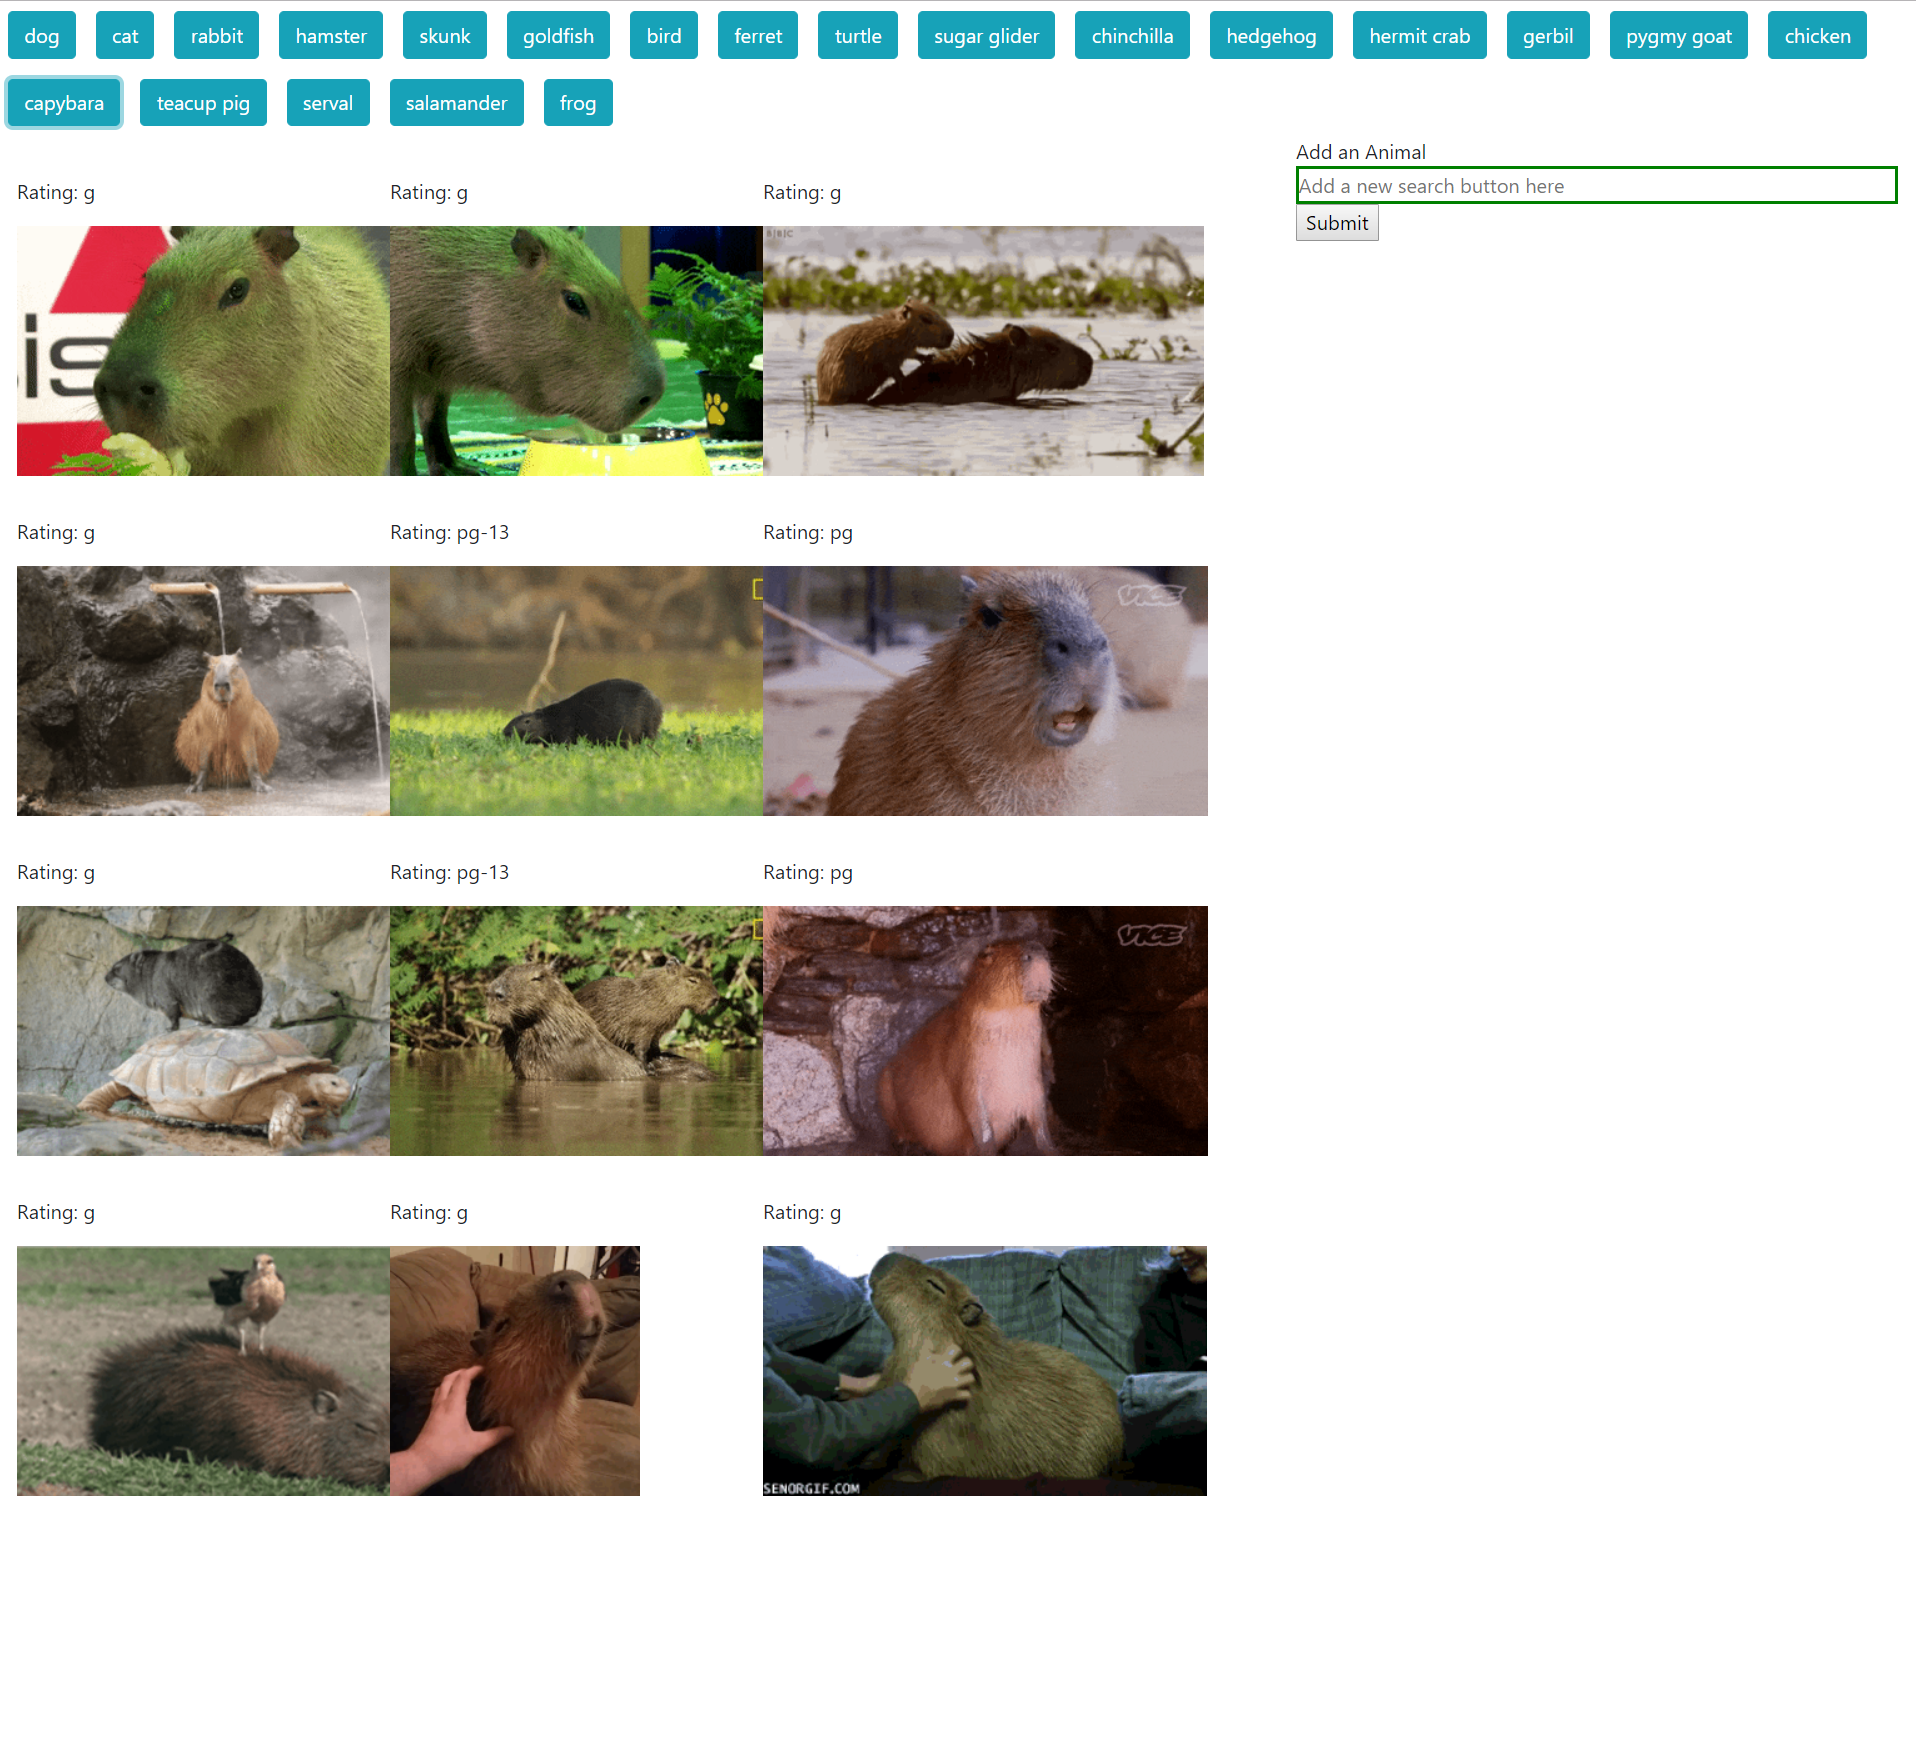 dog cat rabbit hamster skunk goldfish bird ferret turtle sugar glider chinchilla hedgehog hermit crab gerbil pygmy goat chicken
capybara teacup pig serval salamander frog
Add an Animal
Add a new search button here
Submit
Rating: g Rating: g Rating: g
is
Rating: g Rating: pg-13 Rating: pg
VICE
Rating: g Rating: pg-13 Rating: pg
VICE
Rating: g Rating: g Rating: g
SENORGIF.COM